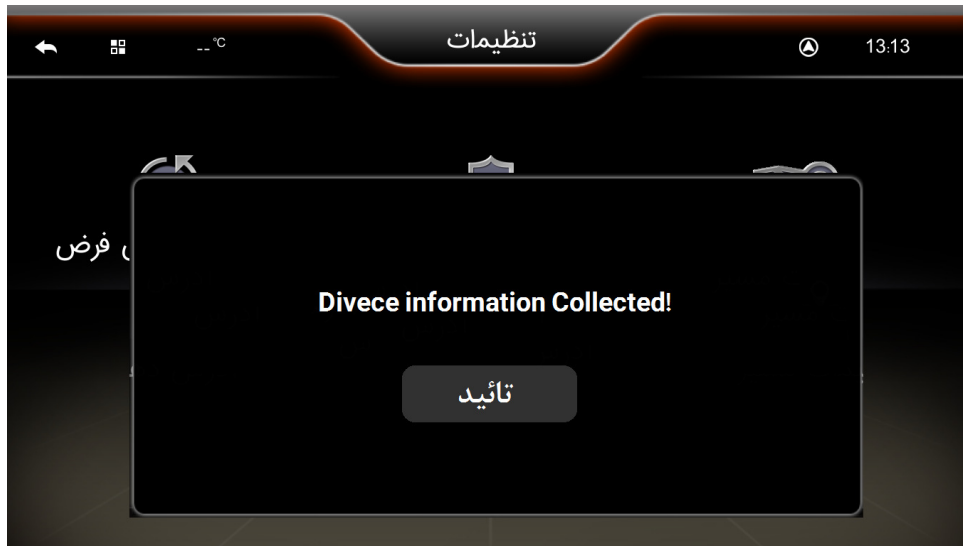 -- °C
تنظیمات
13:13
فرض
Divece information Collected!
تائید